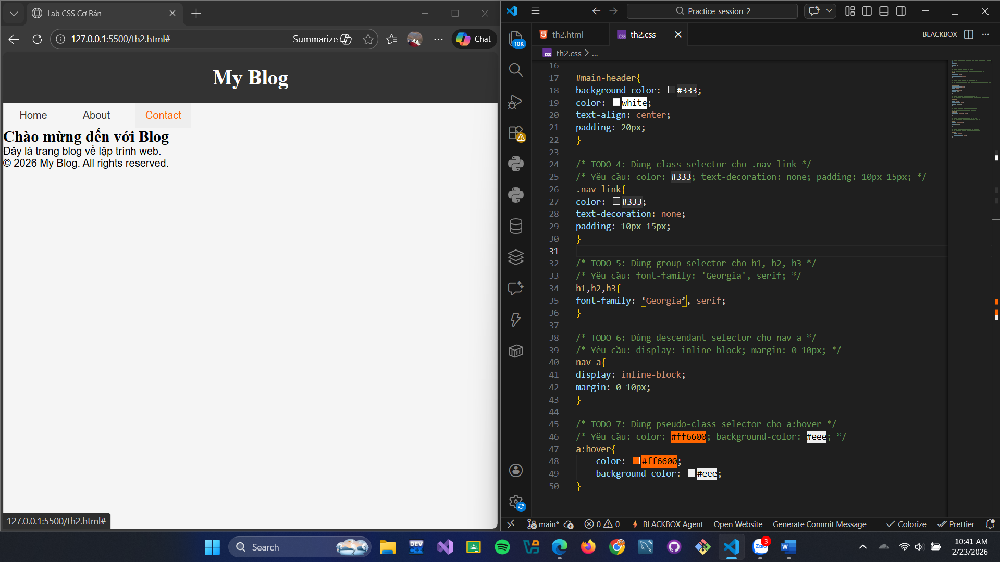 Lab CSS Cơ Bản
127.0.0.1:5500/th2.html#
Summarize
Chat
My Blog
Home
About
Contact
Chào mừng đến với Blog
Đây là trang blog về lập trình web.
© 2026 My Blog. All rights reserved.
127.0.0.1:5500/th2.html#
Practice_session_2
th2.html
th2.css
BLACKBOX
th2.css > ...
10K
16
17 #main-header{
18 background-color: #333;
19 color: white;
20 text-align: center;
21 padding: 20px;
22 }
23
24 /* TODO 4: Dùng class selector cho .nav-link */
25 /* Yêu cầu: color: #333; text-decoration: none; padding: 10px 15px; */
26 .nav-link{
27 color: #333;
28 text-decoration: none;
29 padding: 10px 15px;
30 }
31
32 /* TODO 5: Dùng group selector cho h1, h2, h3 */
33 /* Yêu cầu: font-family: 'Georgia', serif; */
34 h1,h2,h3{
35 font-family: ‘Georgia’, serif;
36 }
37
38 /* TODO 6: Dùng descendant selector cho nav a */
39 /* Yêu cầu: display: inline-block; margin: 0 10px; */
40 nav a{
41 display: inline-block;
42 margin: 0 10px;
43 }
44
45 /* TODO 7: Dùng pseudo-class selector cho a:hover */
46 /* Yêu cầu: color: #ff6600; background-color: #eee; */
47 a:hover{
48 color: #ff6600;
49 background-color: #eee;
50 }
main*
0
0
BLACKBOX Agent
Open Website
Generate Commit Message
Colorize
Prettier
Search
DEV
Zalo
3
10:41 AM
2/23/2026